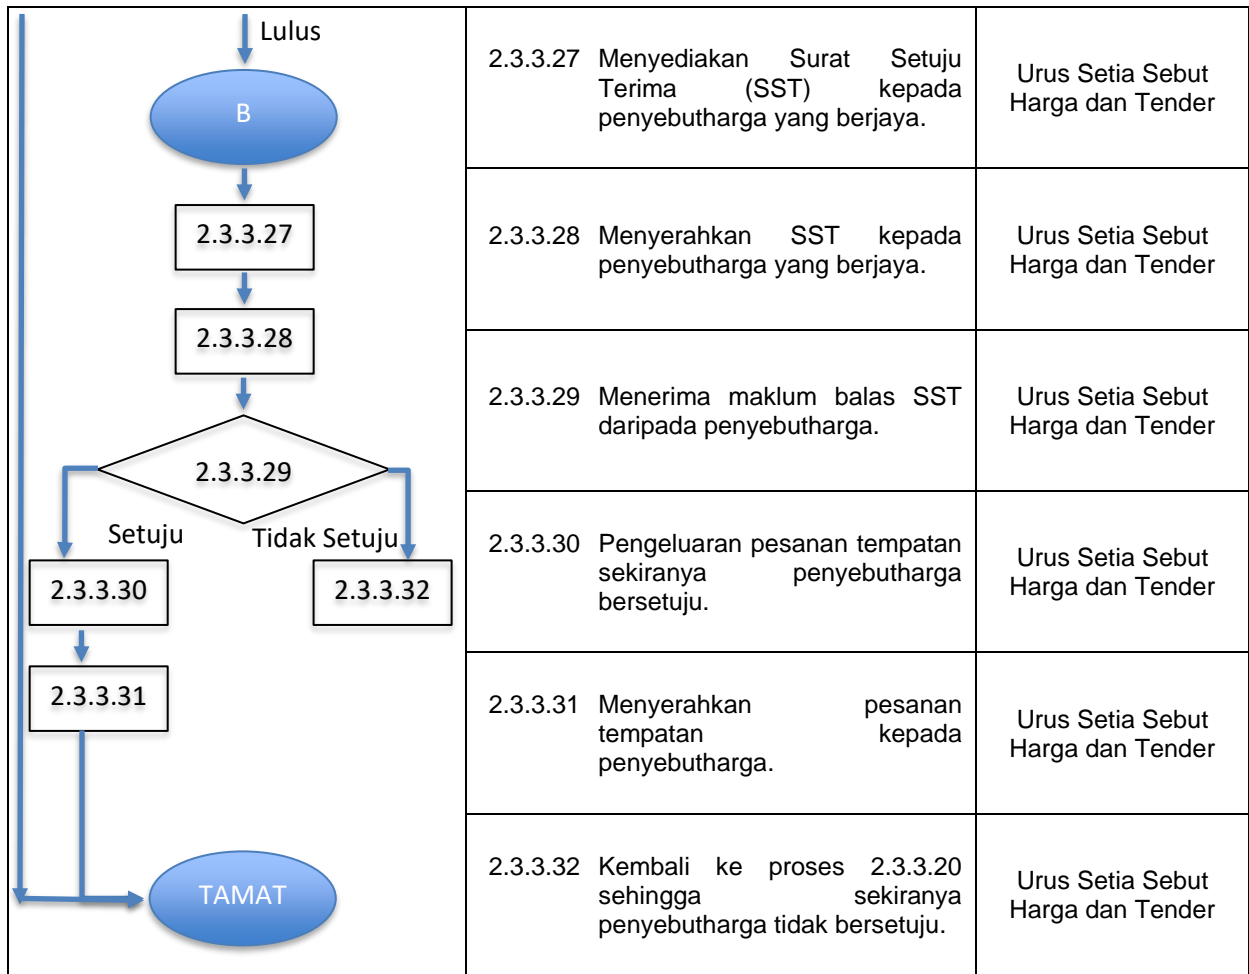 Lulus
B
2.3.3.27
2.3.3.28
2.3.3.29
Setuju
Tidak Setuju
2.3.3.30
2.3.3.32
2.3.3.31
TAMAT
2.3.3.27 Menyediakan Surat Setuju
Terima (SST) kepada
penyebutharga yang berjaya.
Urus Setia Sebut
Harga dan Tender
2.3.3.28 Menyerahkan SST kepada
penyebutharga yang berjaya.
Urus Setia Sebut
Harga dan Tender
2.3.3.29 Menerima maklum balas SST
daripada penyebutharga.
Urus Setia Sebut
Harga dan Tender
2.3.3.30 Pengeluaran pesanan tempatan
sekiranya penyebutharga
bersetuju.
Urus Setia Sebut
Harga dan Tender
2.3.3.31 Menyerahkan pesanan
tempatan kepada
penyebutharga.
Urus Setia Sebut
Harga dan Tender
2.3.3.32 Kembali ke proses 2.3.3.20
sehingga sekiranya
penyebutharga tidak bersetuju.
Urus Setia Sebut
Harga dan Tender